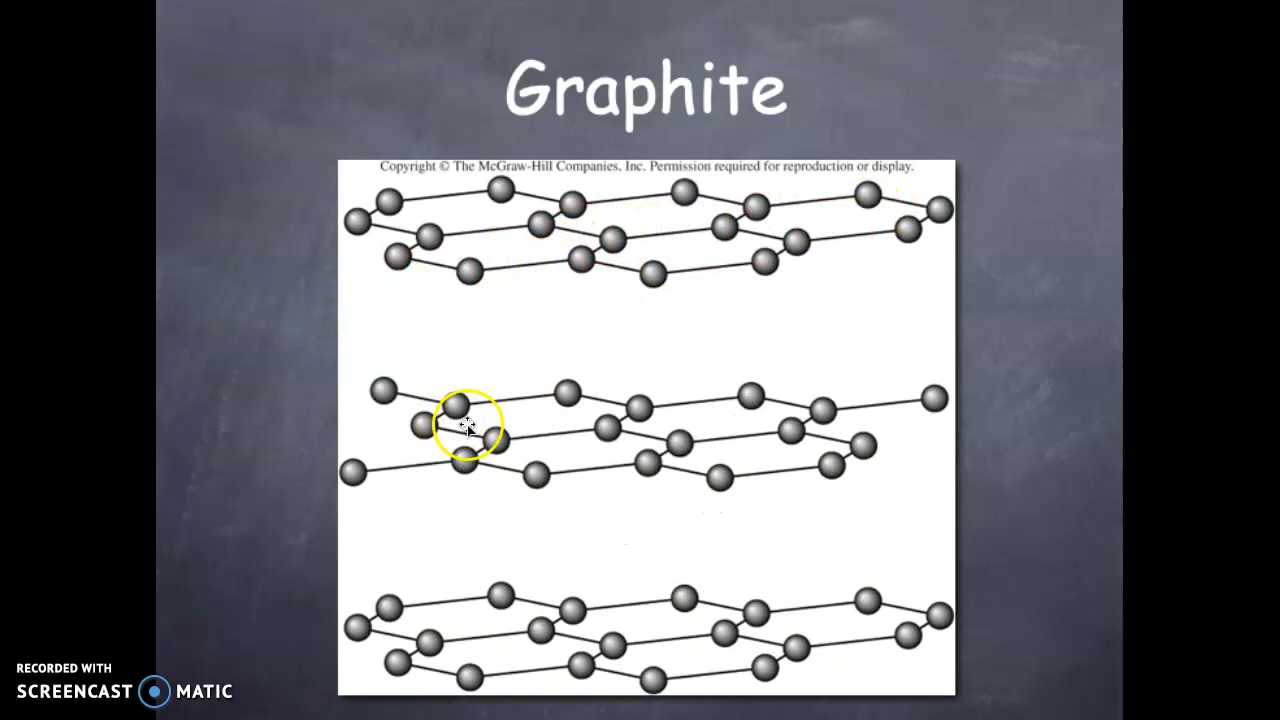 Graphite
Copyright © The McGraw-Hill Companies, Inc. Permission required for reproduction or display.
RECORDED WITH
SCREENCAST MATIC